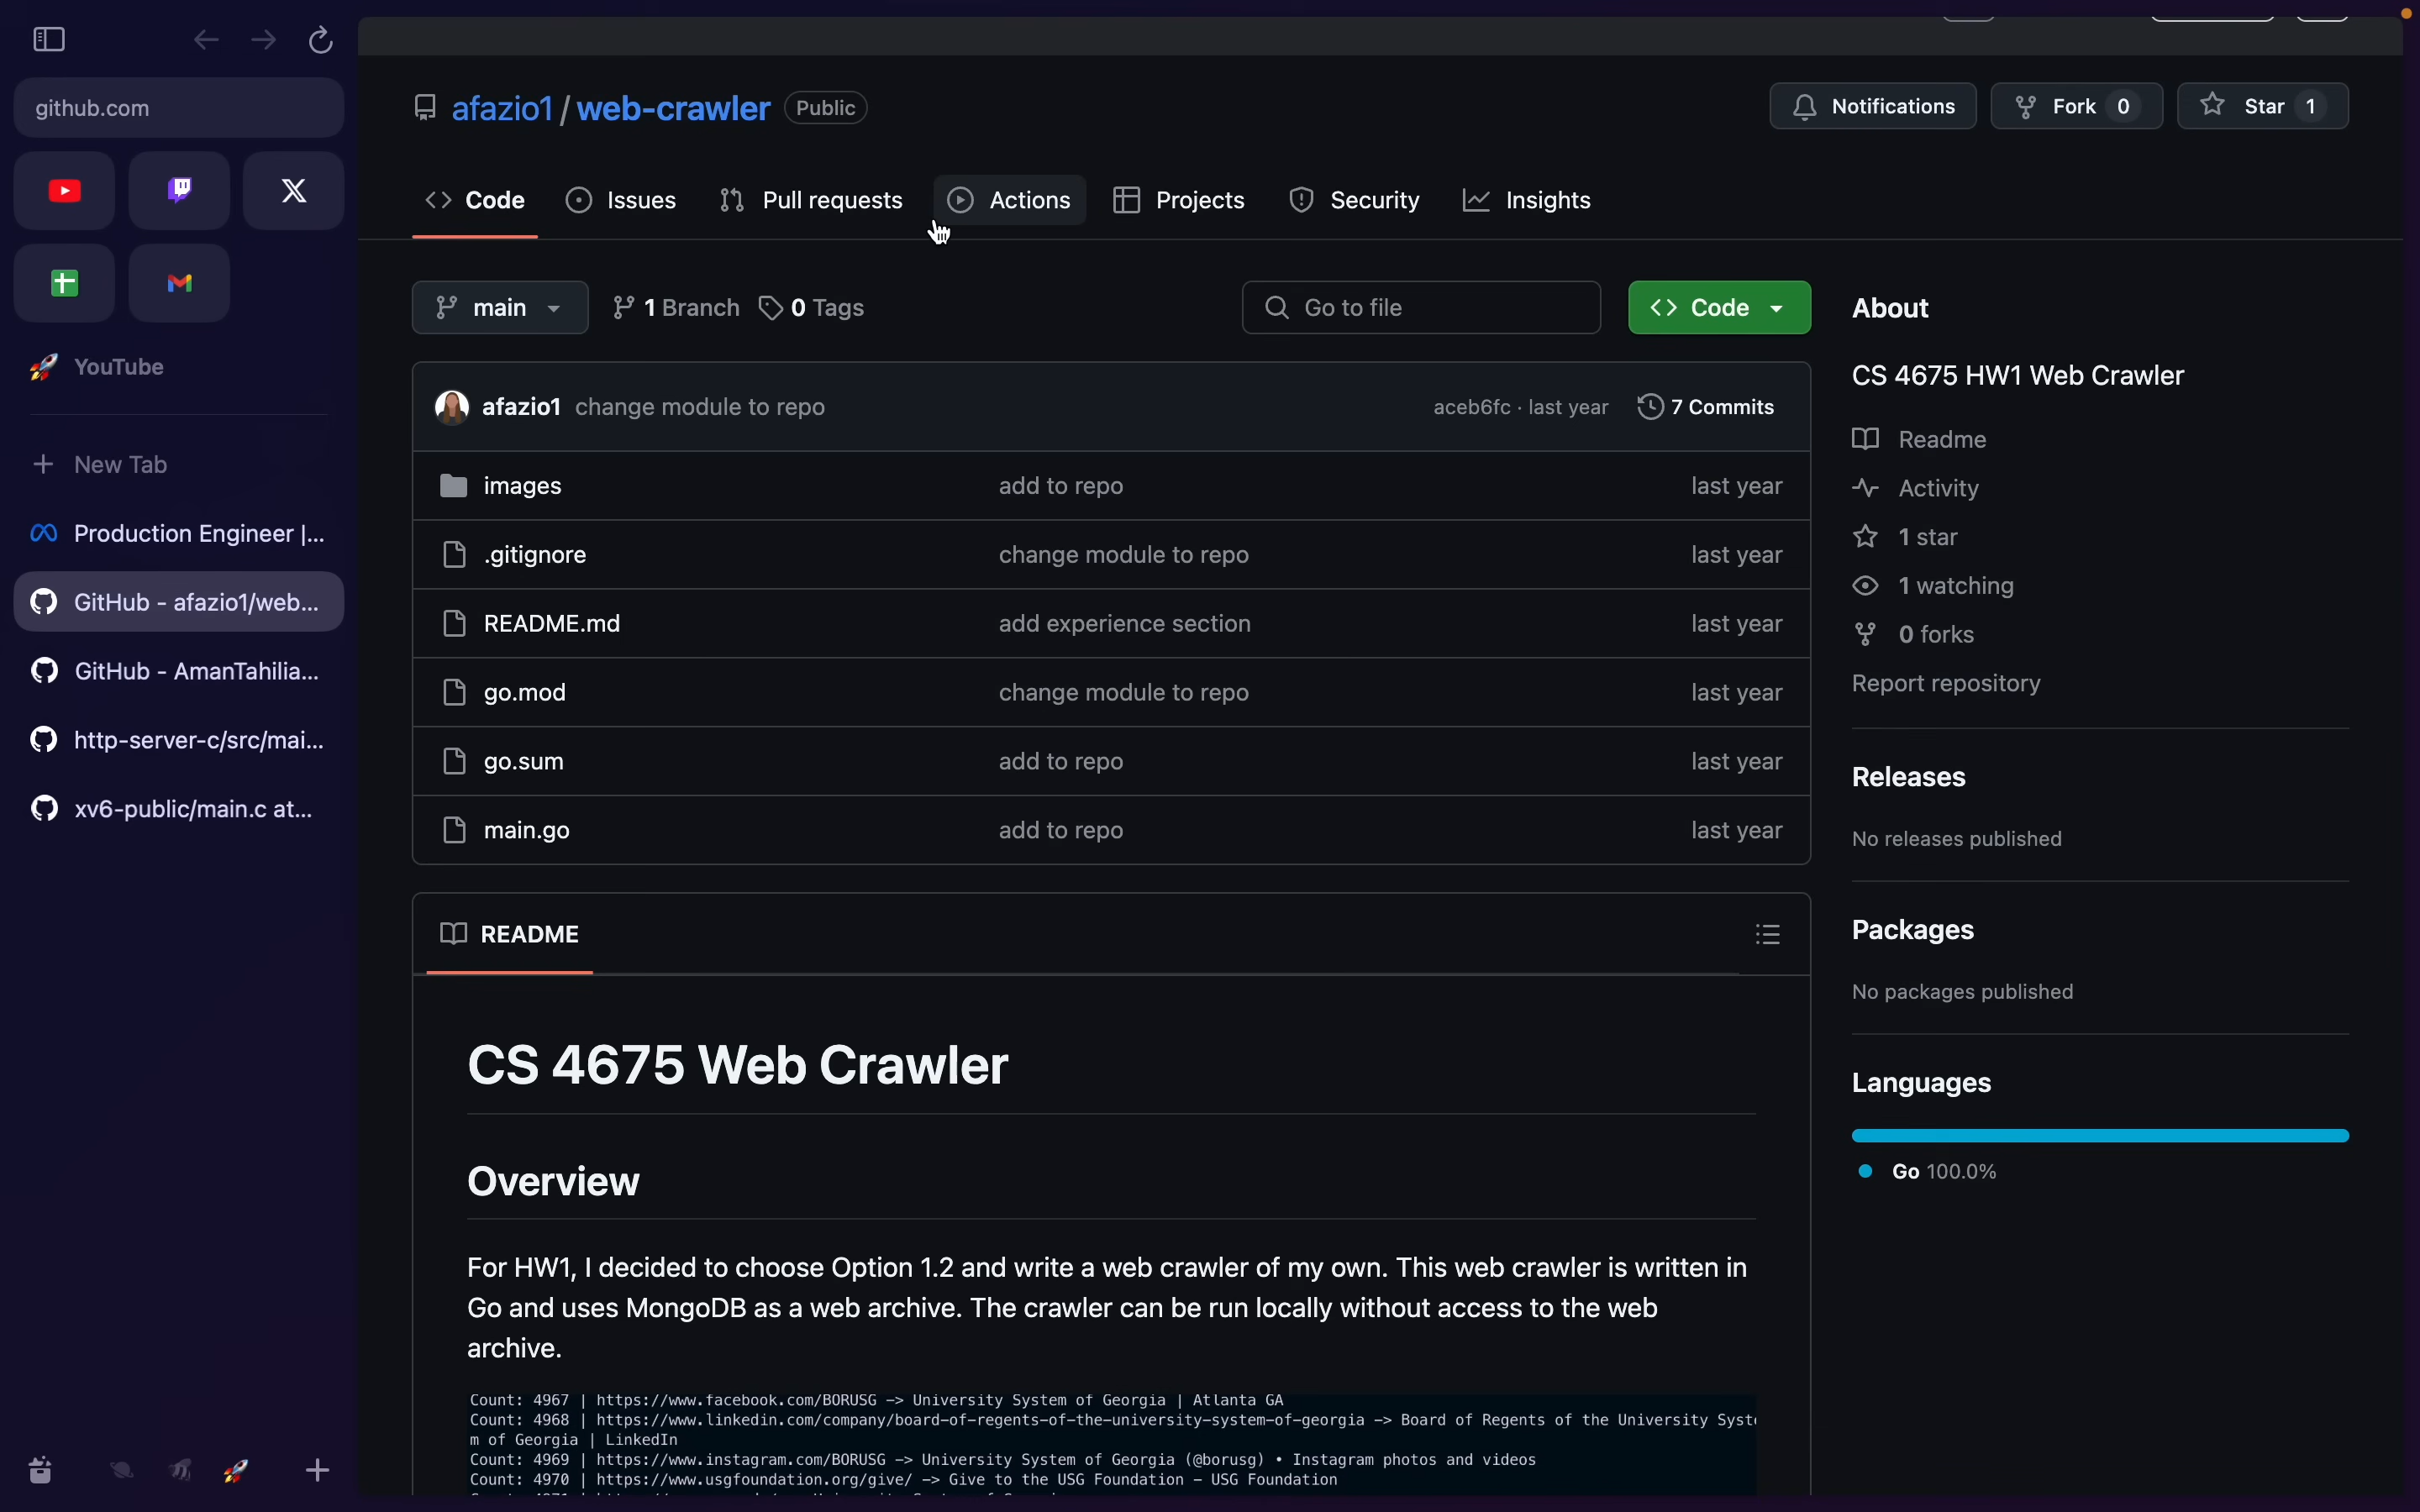 github.com
YouTube
New Tab
Production Engineer |...
GitHub - afazio1/web...
GitHub - AmanTahilia...
http-server-c/src/mai...
xv6-public/main.c at...
afazio1 / web-crawler Public
Notifications
Fork 0
Star 1
Code
Issues
Pull requests
Actions
Projects
Security
Insights
main
1 Branch
0 Tags
Go to file
Code
afazio1 change module to repo aceb6fc · last year 7 Commits
images add to repo last year
.gitignore change module to repo last year
README.md add experience section last year
go.mod change module to repo last year
go.sum add to repo last year
main.go add to repo last year
README
CS 4675 Web Crawler
Overview
For HW1, I decided to choose Option 1.2 and write a web crawler of my own. This web crawler is written in
Go and uses MongoDB as a web archive. The crawler can be run locally without access to the web
archive.
Count: 4967 | https://www.facebook.com/BORUSG -> University System of Georgia | Atlanta GA
Count: 4968 | https://www.linkedin.com/company/board-of-regents-of-the-university-system-of-georgia -> Board of Regents of the University Syste
m of Georgia | LinkedIn
Count: 4969 | https://www.instagram.com/BORUSG -> University System of Georgia (@borusg) • Instagram photos and videos
Count: 4970 | https://www.usgfoundation.org/give/ -> Give to the USG Foundation – USG Foundation
About
CS 4675 HW1 Web Crawler
Readme
Activity
1 star
1 watching
0 forks
Report repository
Releases
No releases published
Packages
No packages published
Languages
Go 100.0%